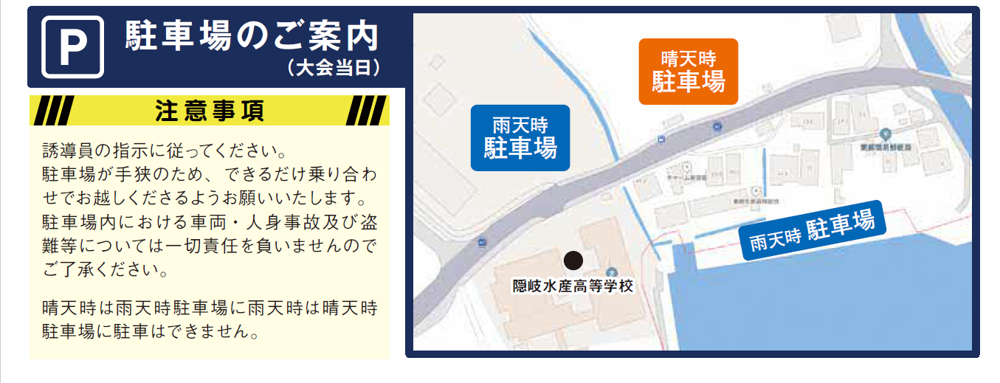 P
駐車場のご案内
（大会当日）
注意事項
誘導員の指示に従ってください。
駐車場が手狭のため、できるだけ乗り合わ
せでお越しくださるようお願いいたします。
駐車場内における車両・人身事故及び盗
難等については一切責任を負いませんので
ご了承ください。
晴天時は雨天時駐車場に雨天時は晴天時
駐車場に駐車はできません。
晴天時
駐車場
雨天時
駐車場
雨天時 駐車場
隠岐水産高等学校